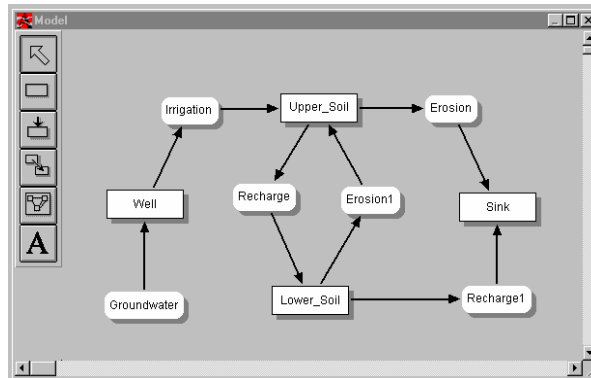 Model
Irrigation
Upper_Soil
Erosion
Well
Recharge
Erosion1
Sink
Groundwater
Lower_Soil
Recharge1
A